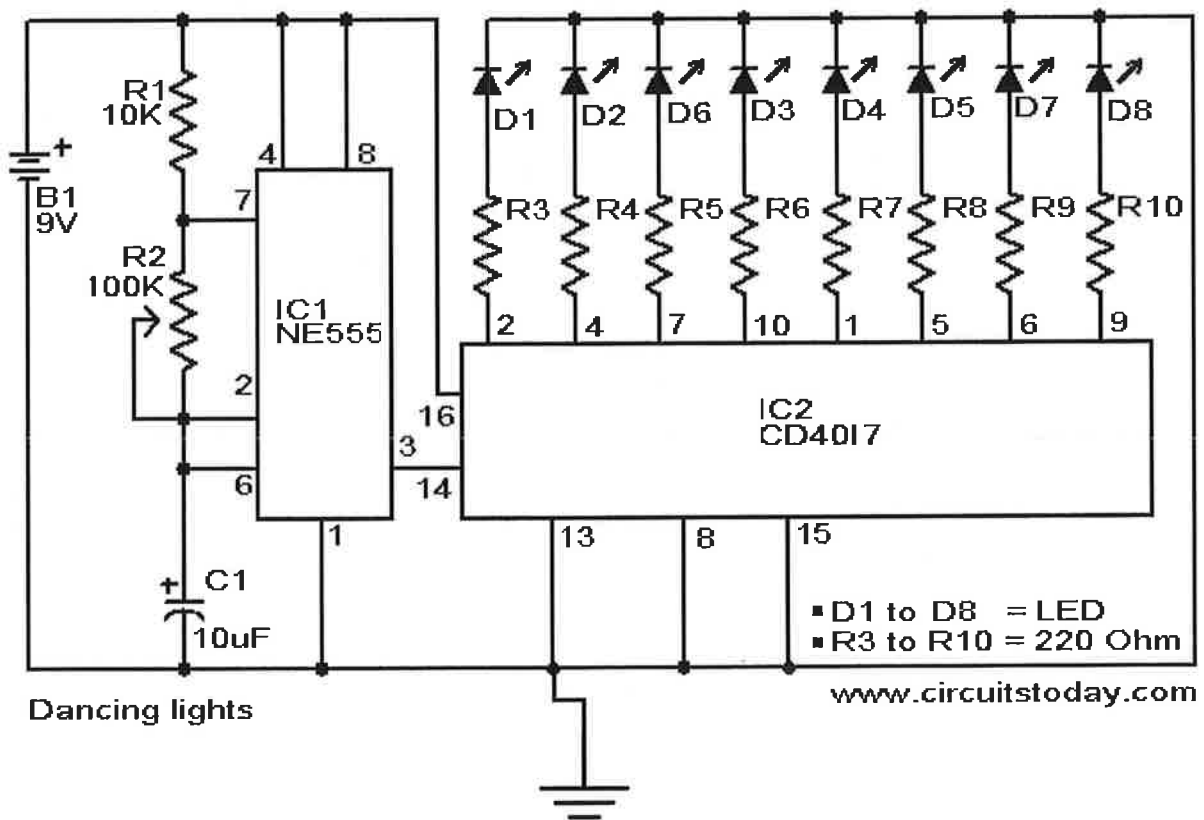 R1
10K
+
B1
9V
4
8
7
R2
100K
IC1
NE555
2
6
3
1
+
C1
10uF
D1
D2
D6
D3
D4
D5
D7
D8
R3
R4
R5
R6
R7
R8
R9
R10
2
4
7
10
1
5
6
9
16
14
IC2
CD40I7
13
8
15
D1 to D8 = LED
R3 to R10 = 220 Ohm
www.circuitstoday.com
Dancing lights